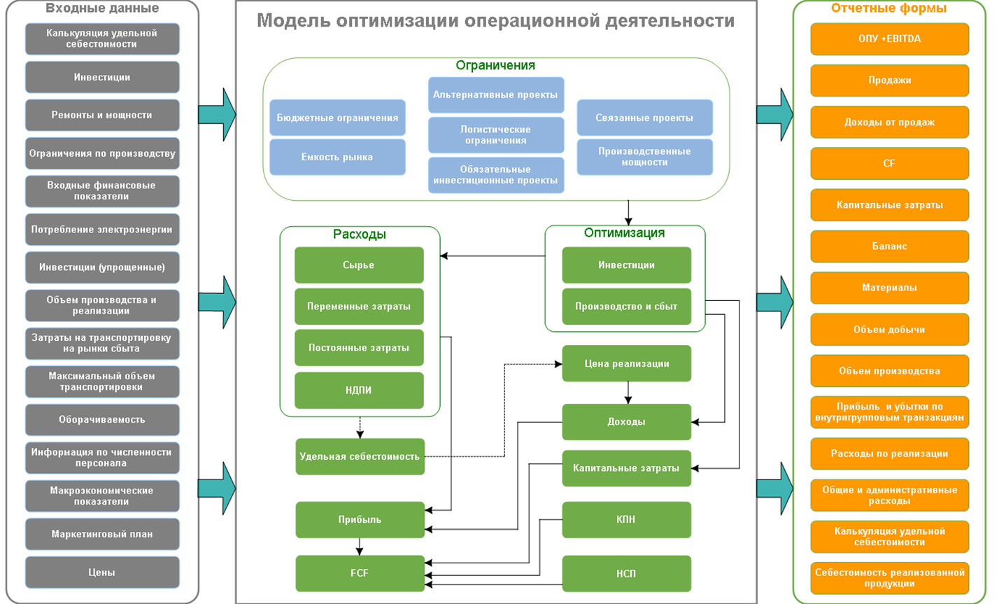 Входные данные
Калькуляция удельной
себестоимости
Инвестиции
Ремонты и мощности
Ограничения по производству
Входные финансовые
показатели
Потребление электроэнергии
Инвестиции (упрощенные)
Объем производства и
реализации
Затраты на транспортировку
на рынки сбыта
Максимальный объем
транспортировки
Оборачиваемость
Информация по численности
персонала
Макроэкономические
показатели
Маркетинговый план
Цены
Модель оптимизации операционной деятельности
Ограничения
Бюджетные ограничения
Емкость рынка
Альтернативные проекты
Логистические
ограничения
Обязательные
инвестиционные проекты
Связанные проекты
Производственные
мощности
Расходы
Сырье
Переменные затраты
Постоянные затраты
НДПИ
Удельная себестоимость
Прибыль
FCF
Оптимизация
Инвестиции
Производство и сбыт
Цена реализации
Доходы
Капитальные затраты
КПН
НСП
Отчетные формы
ОПУ +EBITDA
Продажи
Доходы от продаж
CF
Капитальные затраты
Баланс
Материалы
Объем добычи
Объем производства
Прибыль и убытки по
внутригрупповым транзакциям
Расходы по реализации
Общие и административные
расходы
Калькуляция удельной
себестоимости
Себестоимость реализованной
продукции